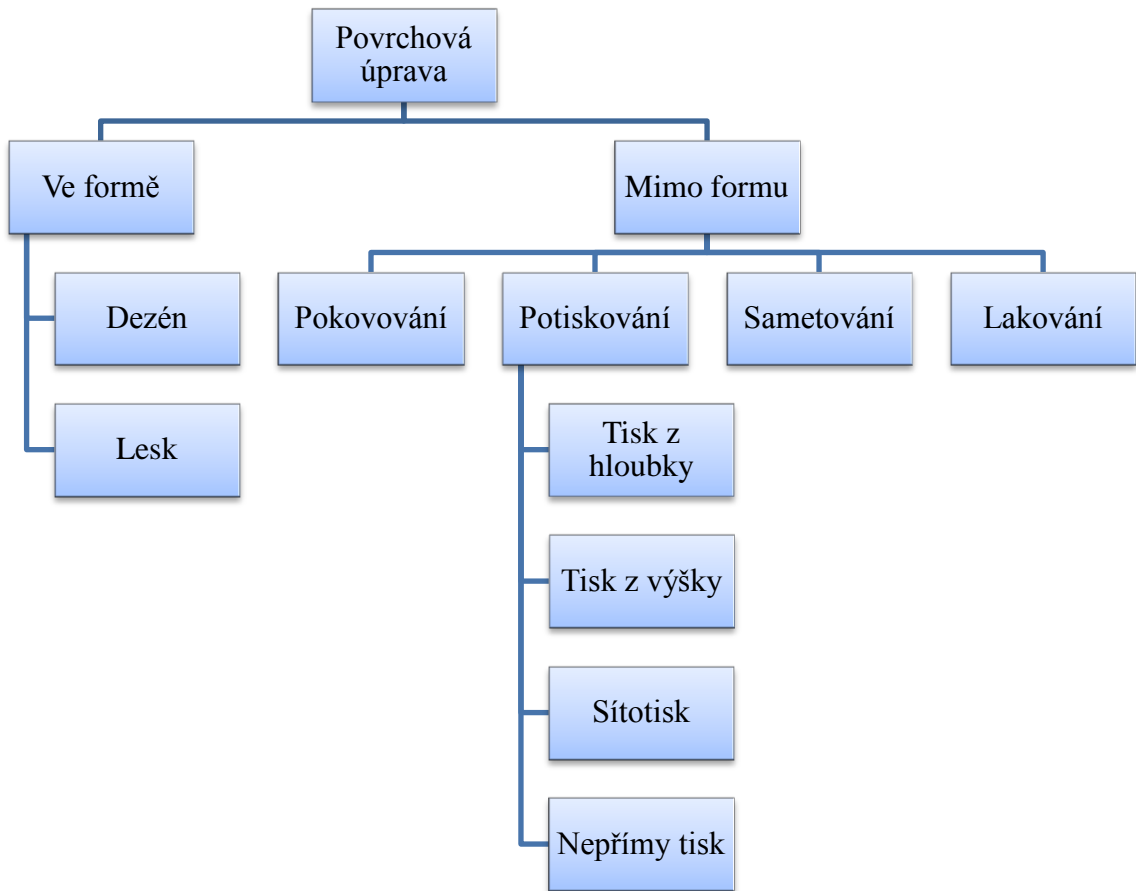 Povrchová
úprava
Ve formě
Mimo formu
Dezén
Pokovování
Potiskování
Sametování
Lakování
Lesk
Tisk z
hloubky
Tisk z výšky
Sítotisk
Nepřímy tisk